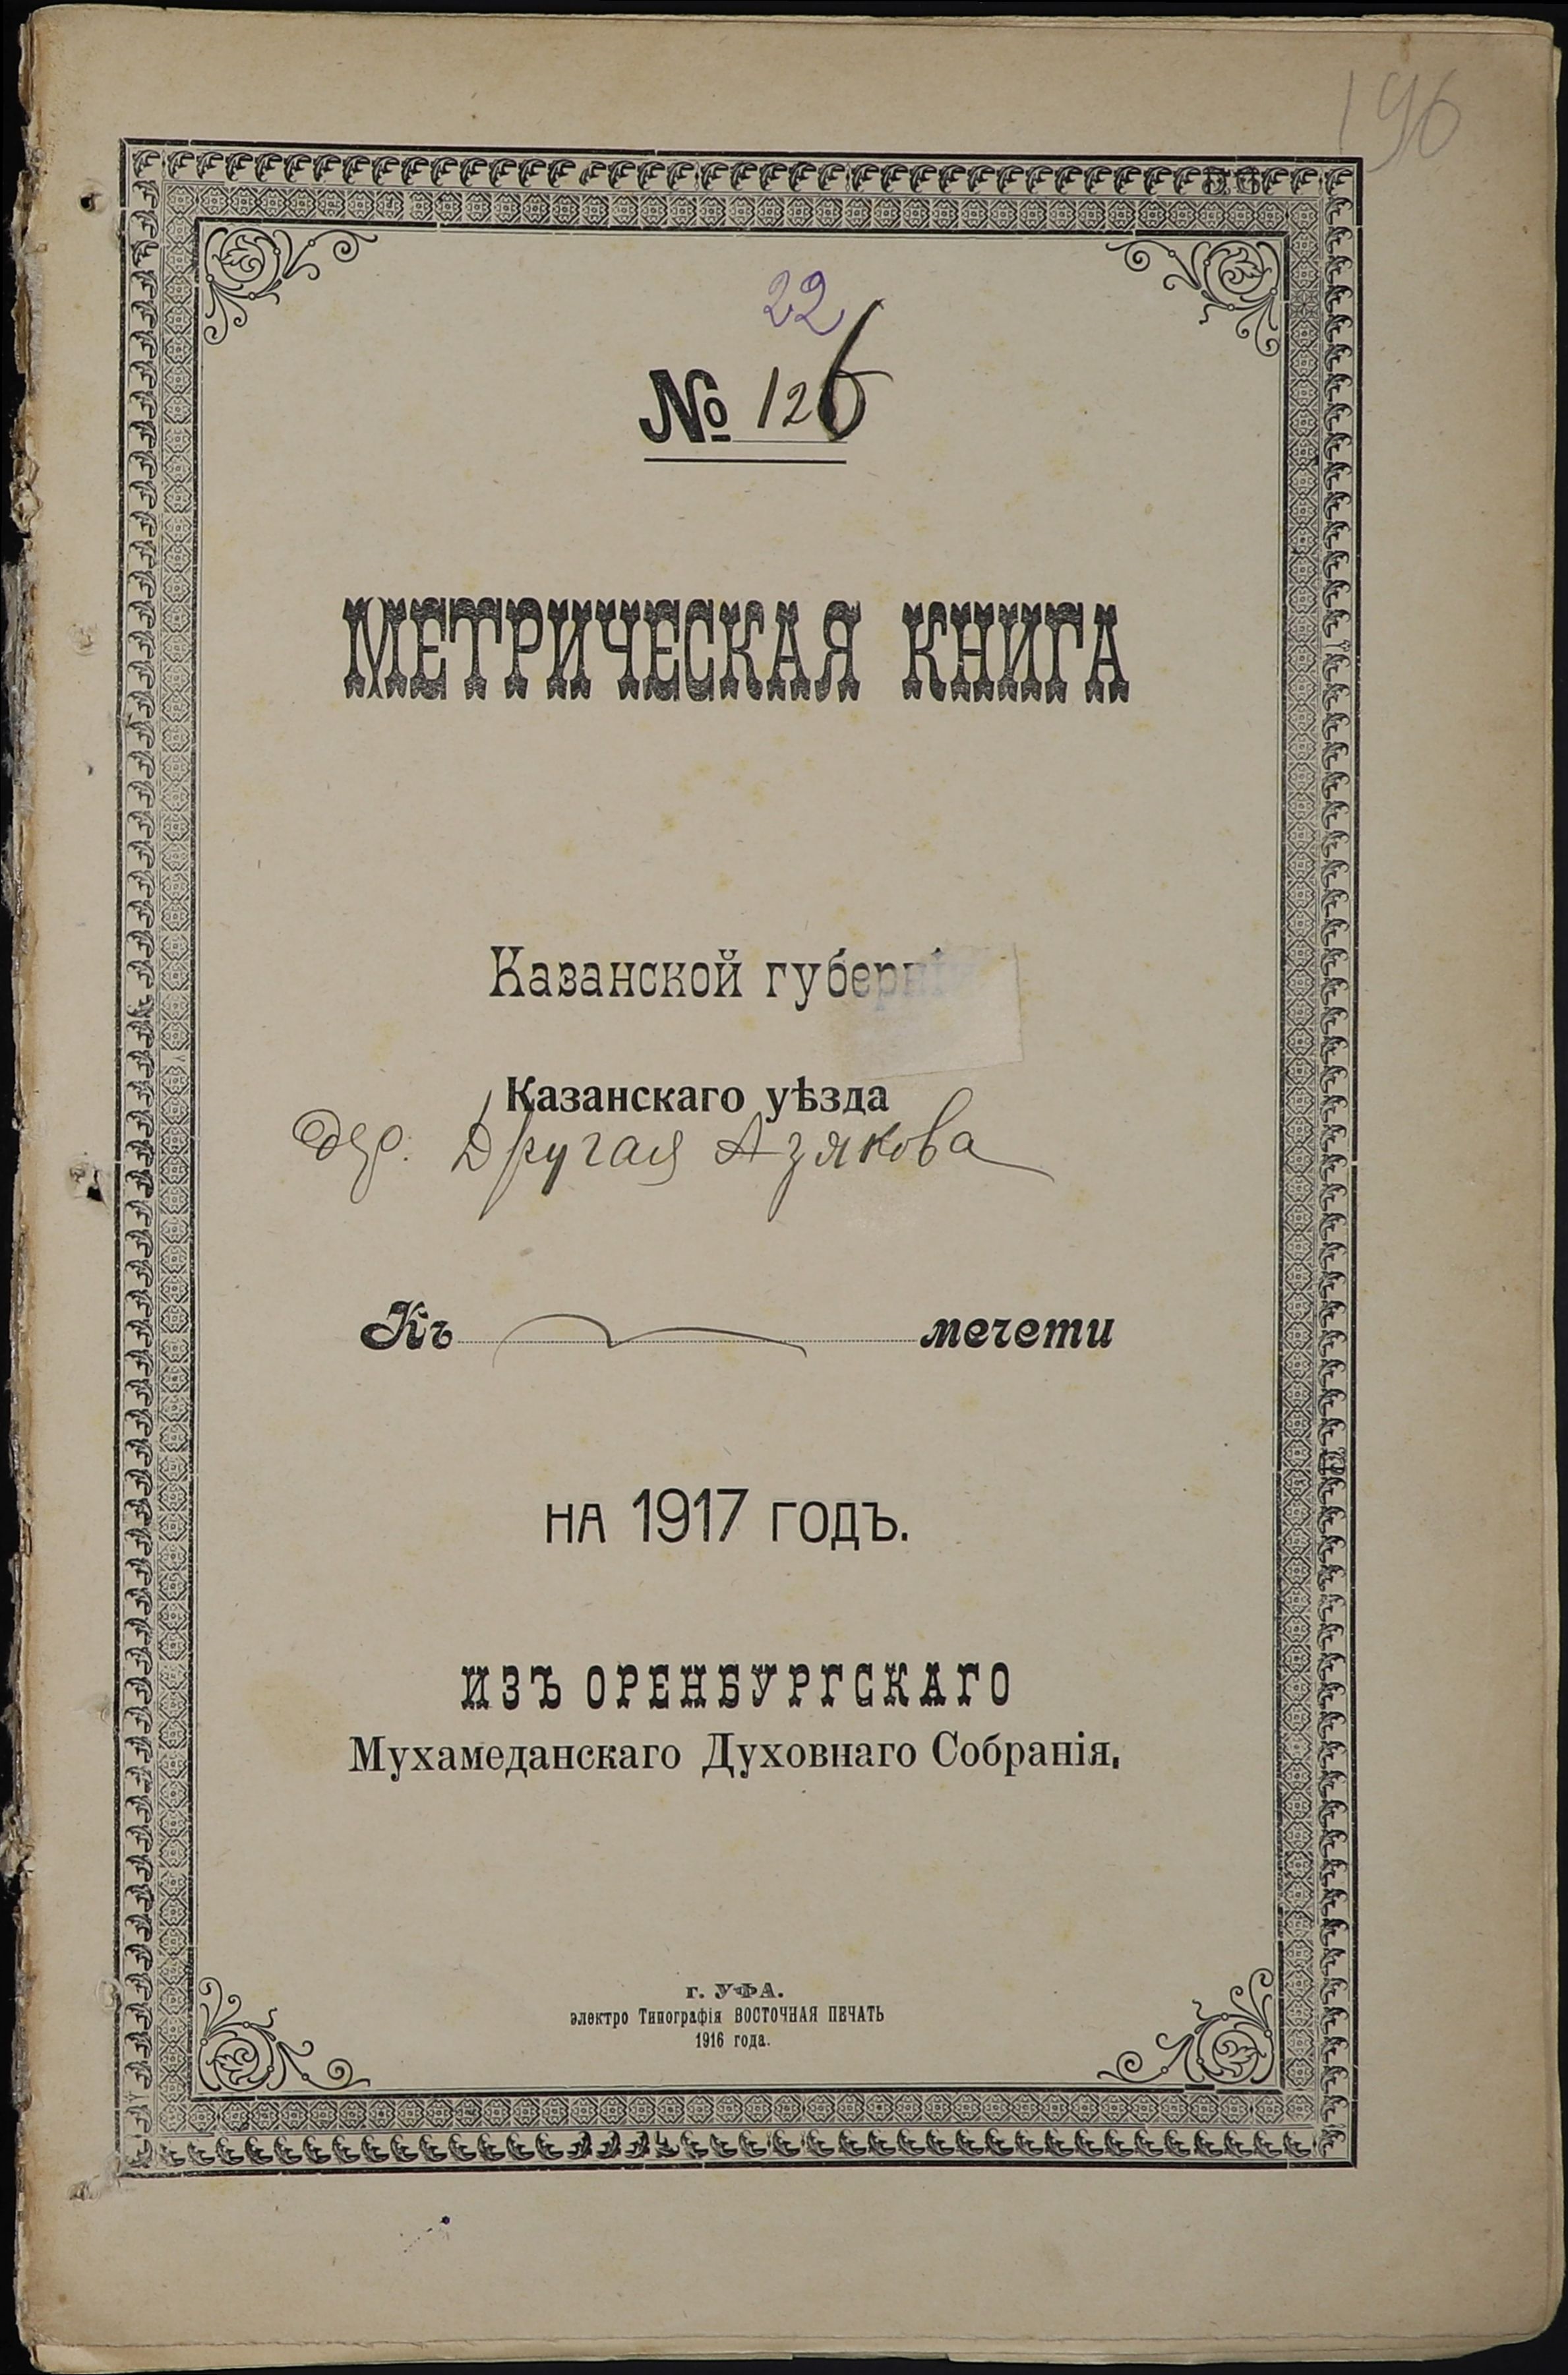 196
22
№ 126
МЕТРИЧЕСКАЯ КНИГА
Казанской губерніи
Казанскаго уѣзда
дер. Другая Азякова
Къ мечети
НА 1917 ГОДЪ.
ИЗЪ ОРЕНБУРГСКАГО
Мухамеданскаго Духовнаго Собранія.
г. УФА.
электро Типографія ВОСТОЧНАЯ ПЕЧАТЬ
1916 года.